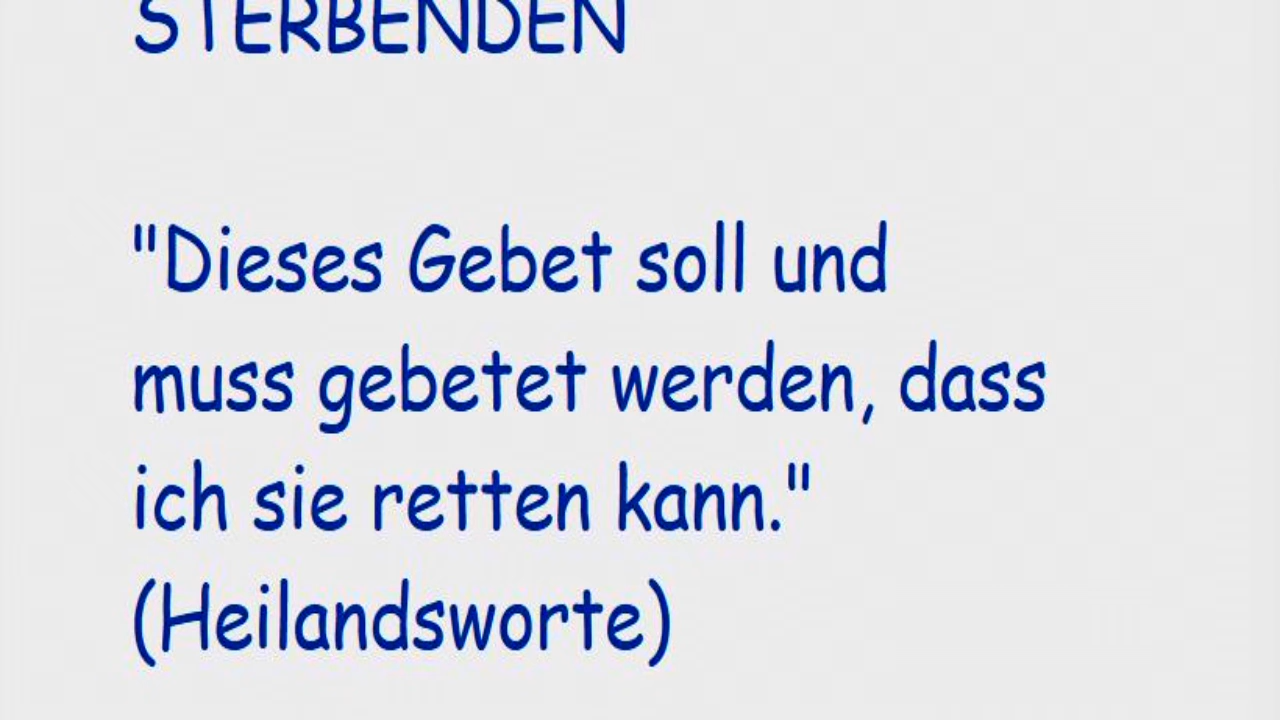 STERBENDEN
"Dieses Gebet soll und
muss gebetet werden, dass
ich sie retten kann."
(Heilandsworte)